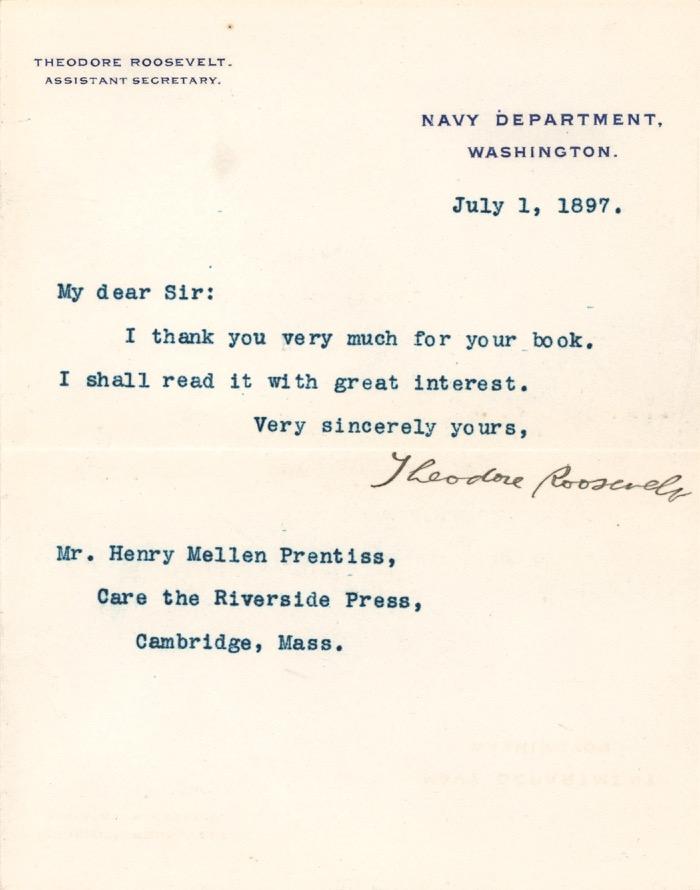 THEODORE ROOSEVELT.
ASSISTANT SECRETARY.
NAVY DEPARTMENT,
WASHINGTON.
July 1, 1897.
My dear Sir:
I thank you very much for your book.
I shall read it with great interest.
Very sincerely yours,
Theodore Roosevelt
Mr. Henry Mellen Prentiss,
Care the Riverside Press,
Cambridge, Mass.